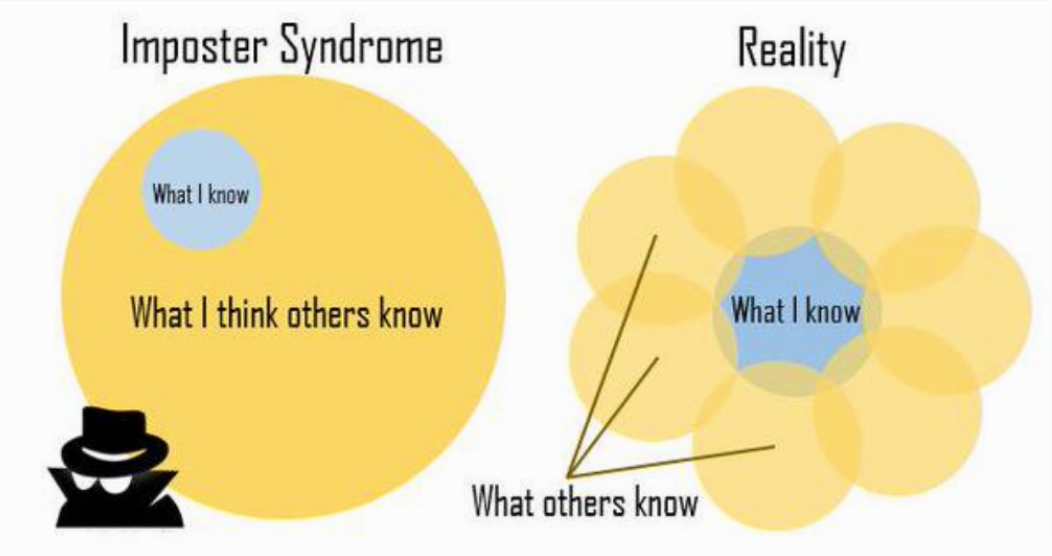 Imposter Syndrome
What I know
What I think others know
Reality
What I know
What others know